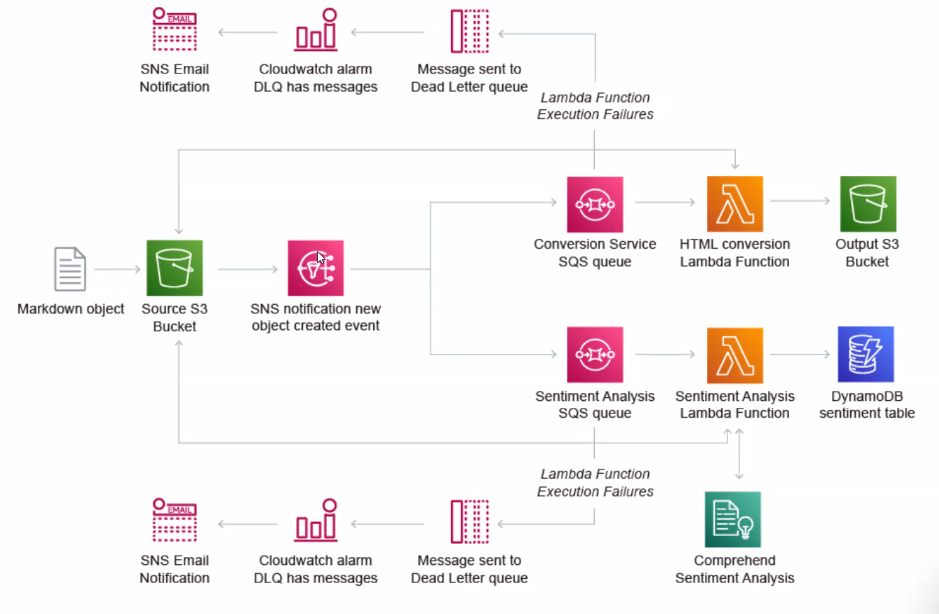 EMAIL
SNS Email
Notification
Cloudwatch alarm
DLQ has messages
Message sent to
Dead Letter queue
Lambda Function
Execution Failures
Conversion Service
SQS queue
HTML conversion
Lambda Function
Output S3
Bucket
Markdown object
Source S3
Bucket
SNS notification new
object created event
Sentiment Analysis
SQS queue
Sentiment Analysis
Lambda Function
DynamoDB
sentiment table
Lambda Function
Execution Failures
EMAIL
SNS Email
Notification
Cloudwatch alarm
DLQ has messages
Message sent to
Dead Letter queue
Comprehend
Sentiment Analysis